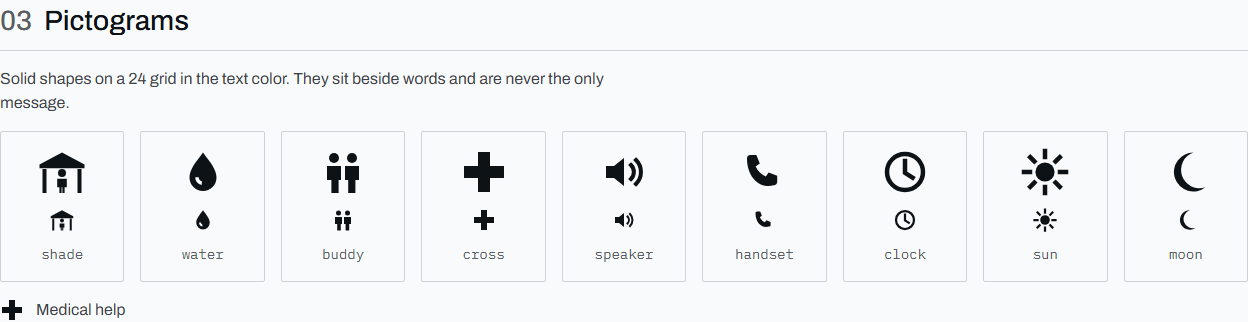 03 Pictograms
Solid shapes on a 24 grid in the text color. They sit beside words and are never the only
message.
shade water buddy cross speaker handset clock sun moon
Medical help